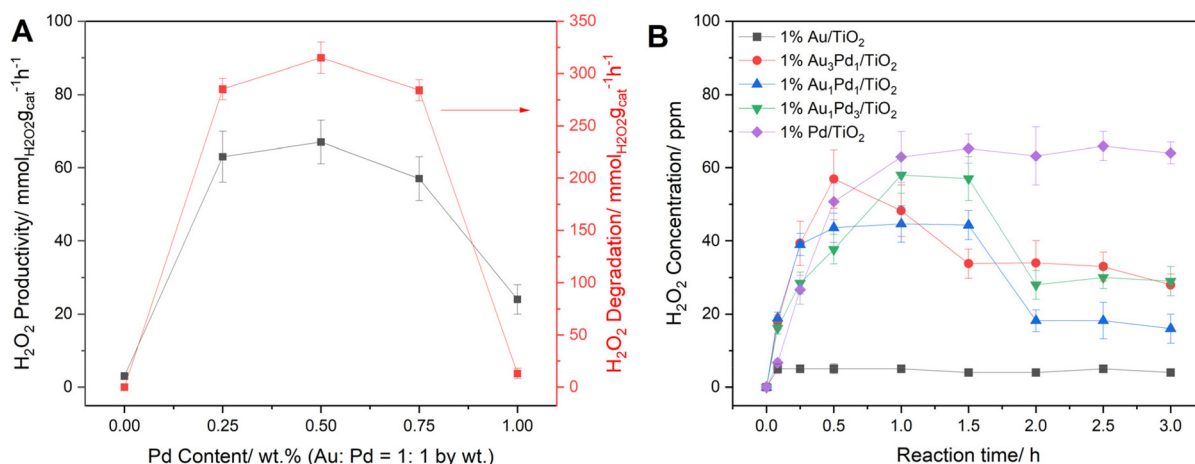 A
H₂O₂ Productivity/ mmol_H2O2 g_cat⁻¹h⁻¹
100
80
60
40
20
0
350
300
250
200
150
100
50
0
H₂O₂ Degradation/ mmol_H2O2 g_cat⁻¹h⁻¹
0.00 0.25 0.50 0.75 1.00
Pd Content/ wt.% (Au: Pd = 1: 1 by wt.)
B
H₂O₂ Concentration/ ppm
100
80
60
40
20
0
1% Au/TiO₂
1% Au₃Pd₁/TiO₂
1% Au₁Pd₁/TiO₂
1% Au₁Pd₃/TiO₂
1% Pd/TiO₂
0.0 0.5 1.0 1.5 2.0 2.5 3.0
Reaction time/ h